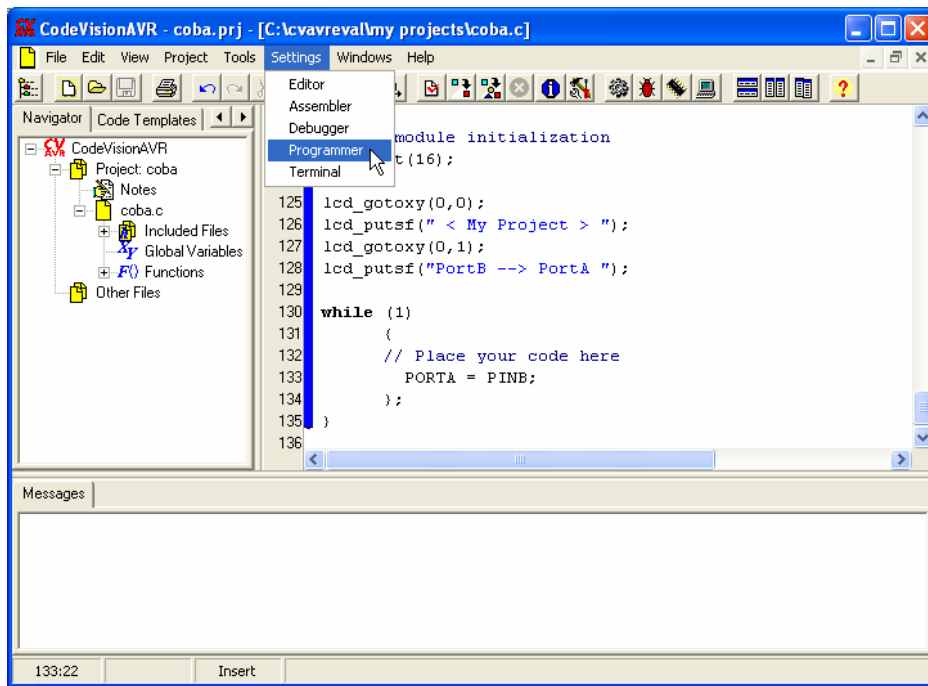 CodeVisionAVR - coba.prj - [C:\cvavreval\my projects\coba.c]
File Edit View Project Tools Settings Windows Help
Editor
Assembler
Debugger
Programmer
Terminal
Navigator Code Templates
CodeVisionAVR
Project: coba
Notes
coba.c
Included Files
Global Variables
F() Functions
Other Files
module initialization
t(16);
125 lcd_gotoxy(0,0);
126 lcd_putsf(" < My Project > ");
127 lcd_gotoxy(0,1);
128 lcd_putsf("PortB --> PortA ");
129
130 while (1)
131 {
132 // Place your code here
133 PORTA = PINB;
134 };
135 }
136
Messages
133:22 Insert